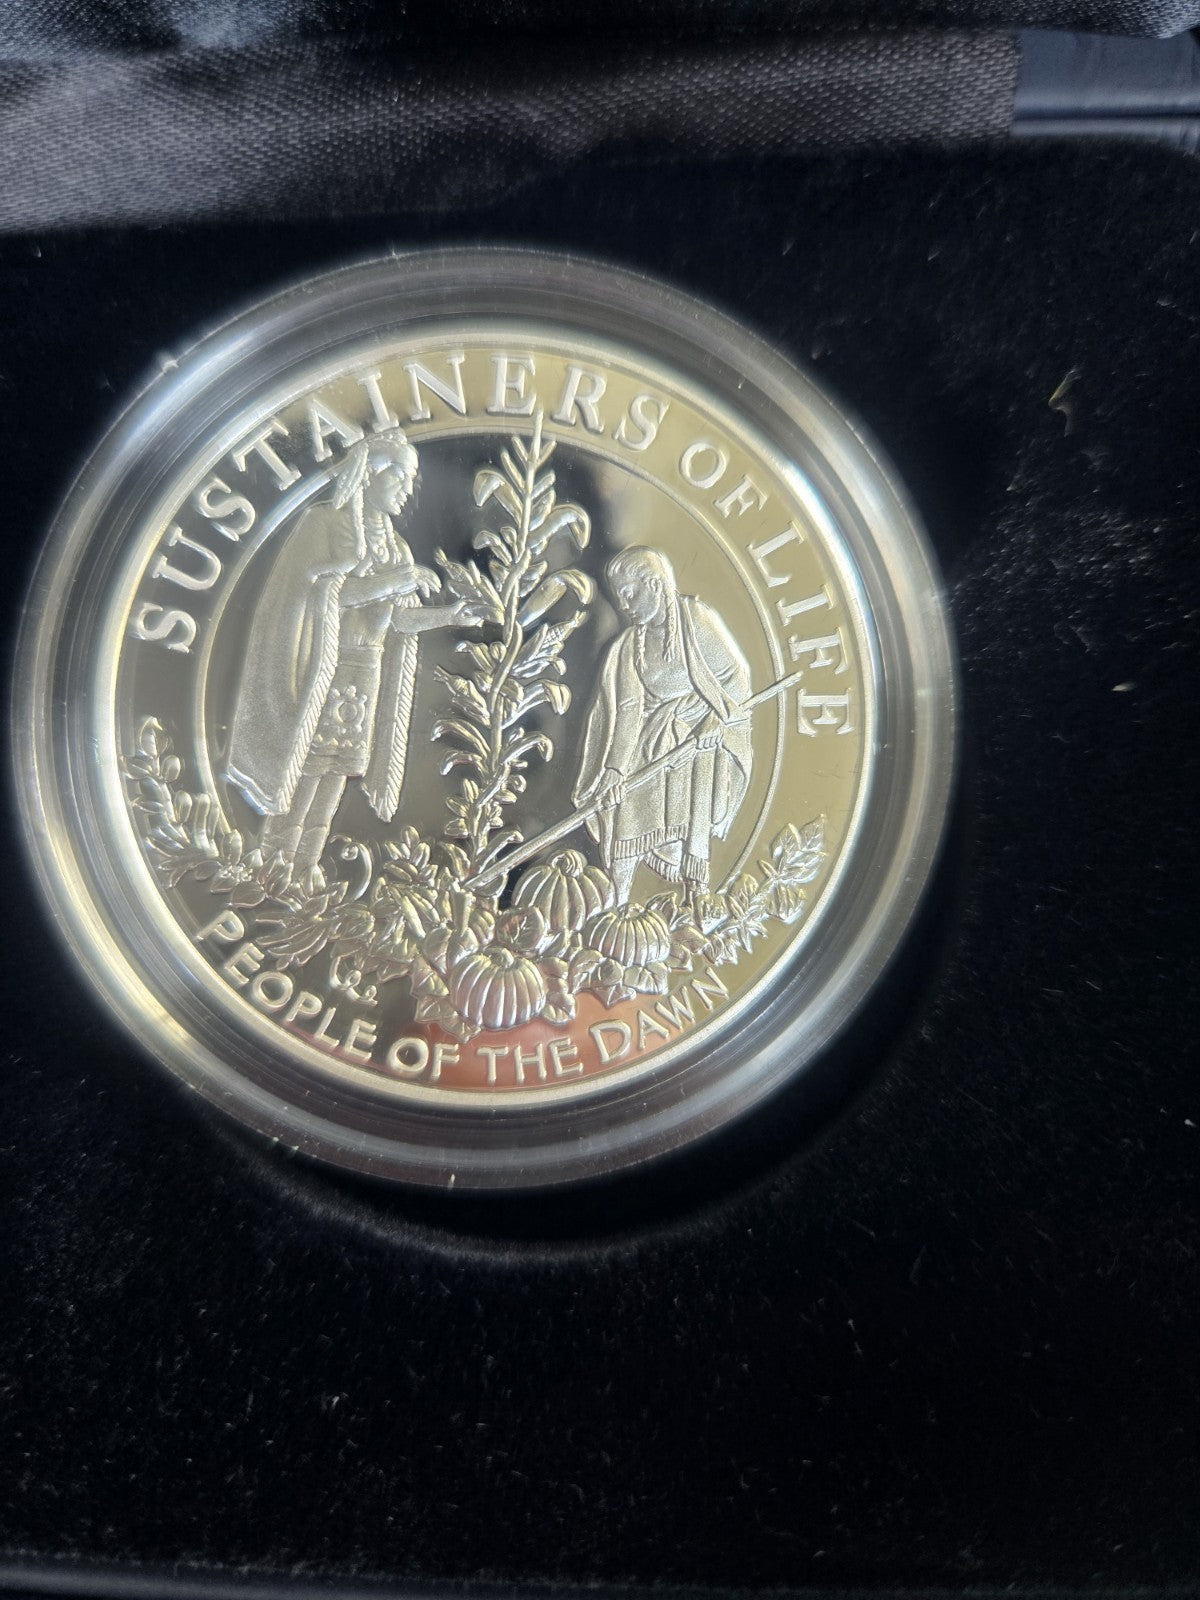 SUSTAINERS OF LIFE
PEOPLE OF THE DAWN